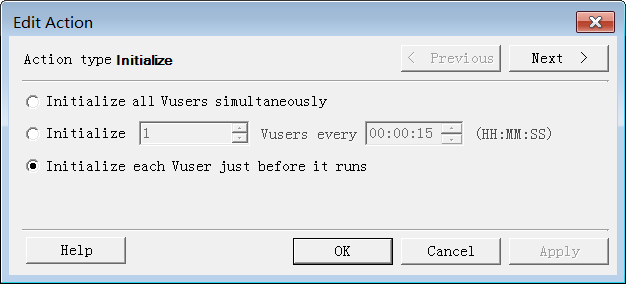 Edit Action
Action type Initialize
< Previous
Next >
Initialize all Vusers simultaneously
Initialize 1 Vusers every 00:00:15 (HH:MM:SS)
Initialize each Vuser just before it runs
Help
OK
Cancel
Apply